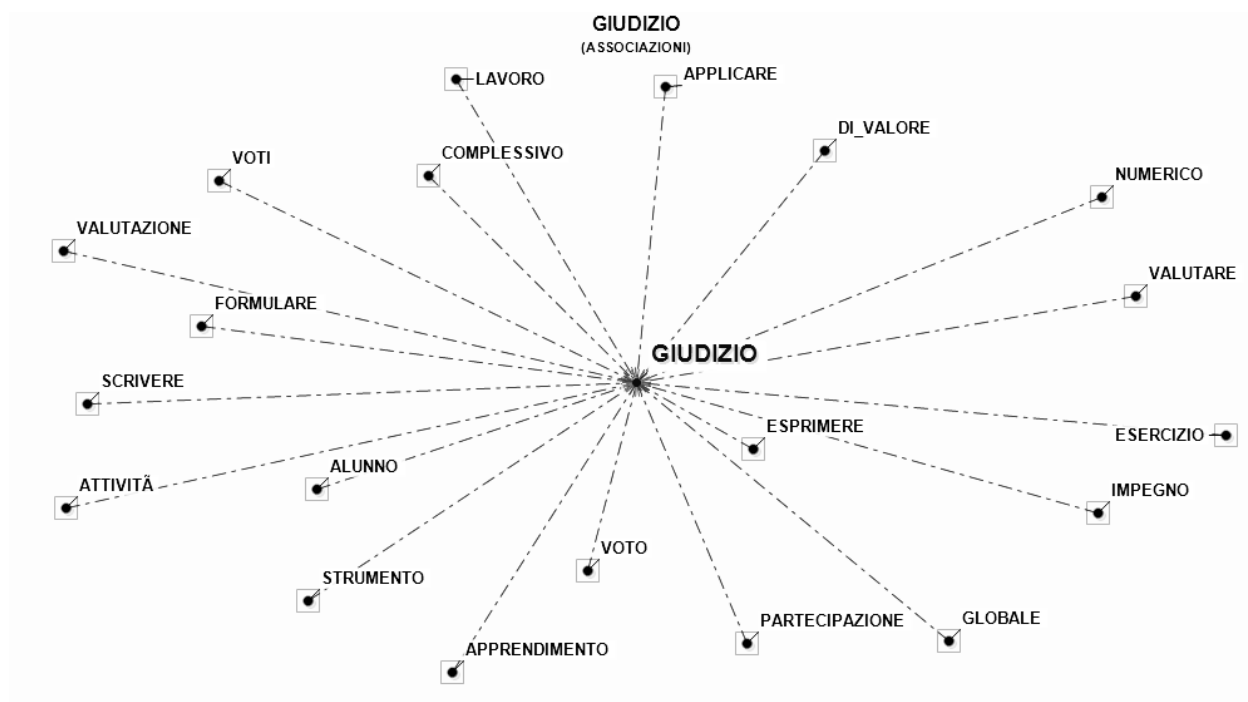 GIUDIZIO
(ASSOCIAZIONI)
LAVORO
APPLICARE
DI_VALORE
COMPLESSIVO
VOTI
NUMERICO
VALUTAZIONE
VALUTARE
FORMULARE
GIUDIZIO
SCRIVERE
ESPRIMERE
ESERCIZIO
ALUNNO
ATTIVITÃ
IMPEGNO
VOTO
STRUMENTO
PARTECIPAZIONE
GLOBALE
APPRENDIMENTO